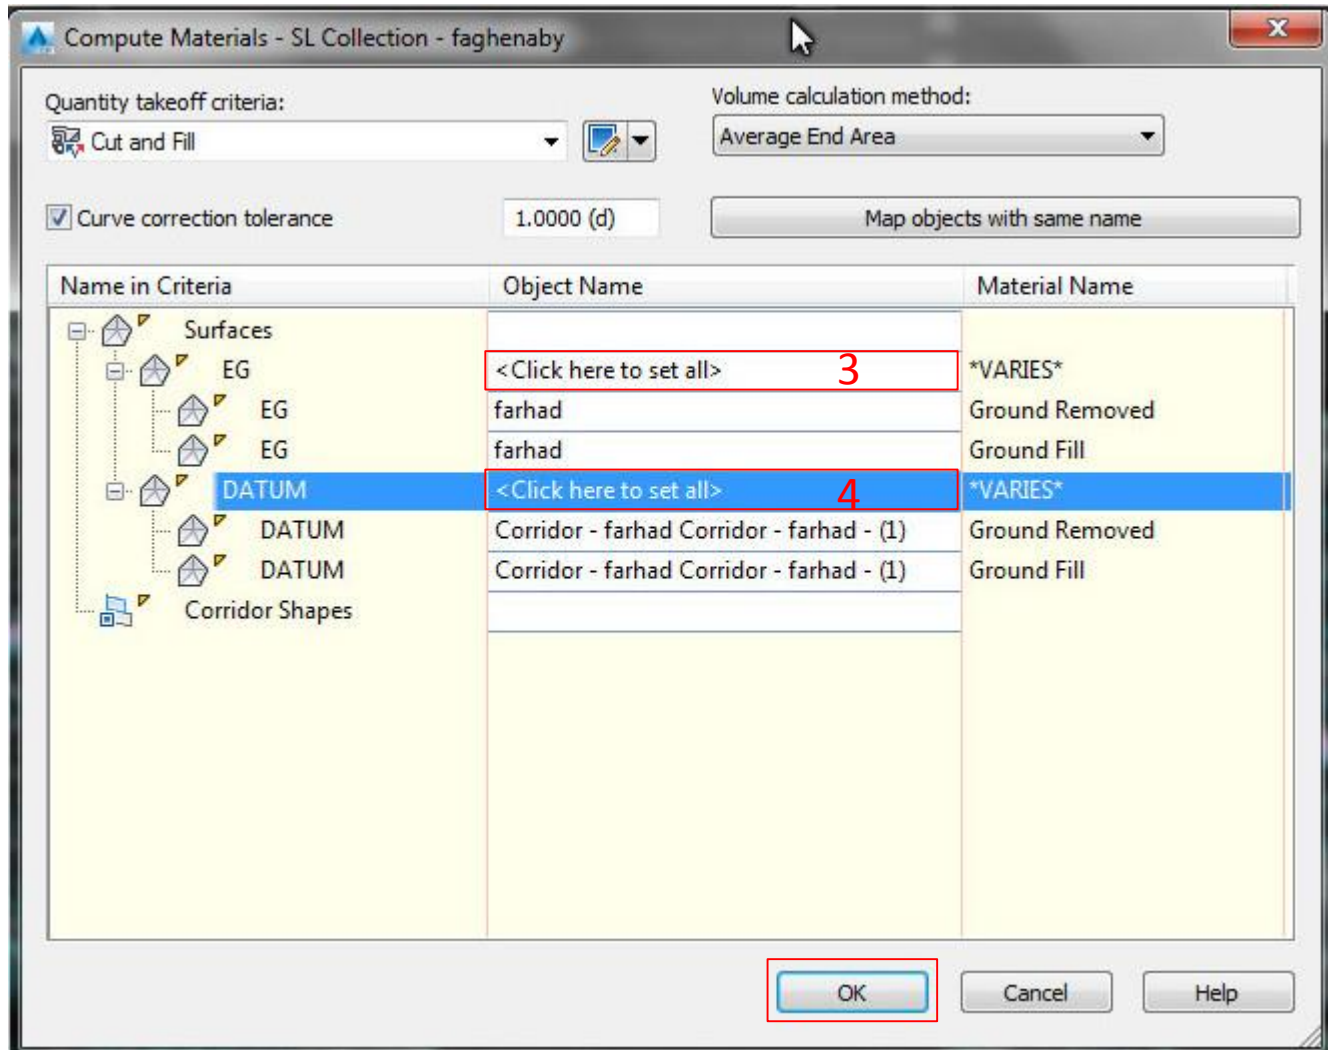 Compute Materials - SL Collection - faghenaby
Quantity takeoff criteria:
Volume calculation method:
Cut and Fill
Average End Area
Curve correction tolerance
1.0000 (d)
Map objects with same name
Name in Criteria Object Name Material Name
Surfaces
EG <Click here to set all> 3 *VARIES*
EG farhad Ground Removed
EG farhad Ground Fill
DATUM <Click here to set all> 4 *VARIES*
DATUM Corridor - farhad Corridor - farhad - (1) Ground Removed
DATUM Corridor - farhad Corridor - farhad - (1) Ground Fill
Corridor Shapes
OK Cancel Help